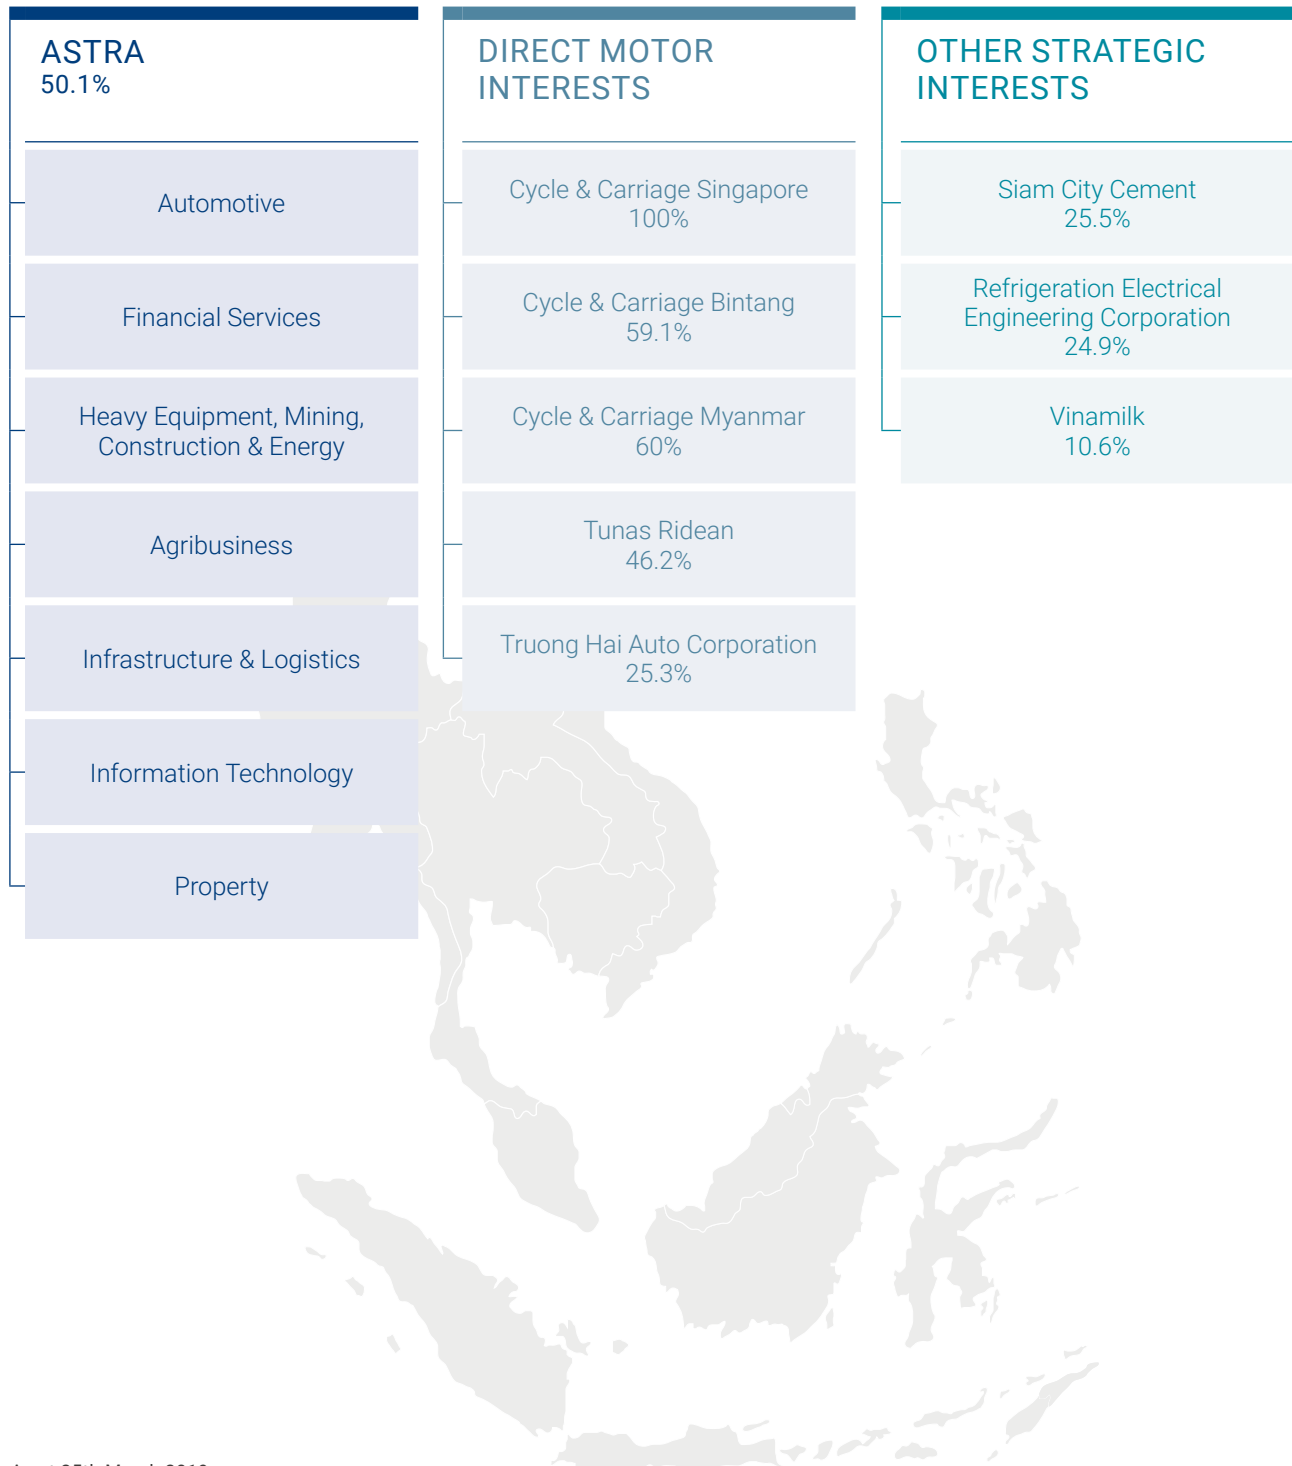 ASTRA
50.1%
Automotive
Financial Services
Heavy Equipment, Mining,
Construction & Energy
Agribusiness
Infrastructure & Logistics
Information Technology
Property
DIRECT MOTOR
INTERESTS
Cycle & Carriage Singapore
100%
Cycle & Carriage Bintang
59.1%
Cycle & Carriage Myanmar
60%
Tunas Ridean
46.2%
Truong Hai Auto Corporation
25.3%
OTHER STRATEGIC
INTERESTS
Siam City Cement
25.5%
Refrigeration Electrical
Engineering Corporation
24.9%
Vinamilk
10.6%